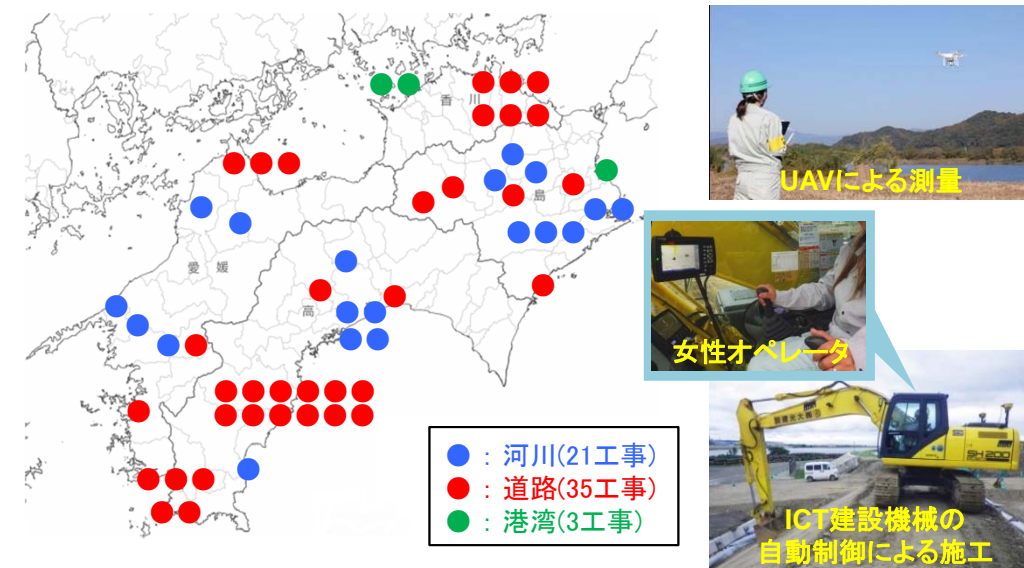 香川
島
愛媛
高
：河川(21工事)
：道路(35工事)
：港湾(3工事)
UAVによる測量
女性オペレータ
SH200
ICT建設機械の
自動制御による施工